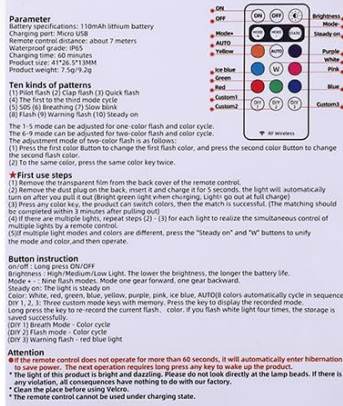 ON
OFF
Mode+
AUTO
Yellow
Ice blue
Green
Red
Custom1
Custom2
ON OFF
MODE + MODE - STATIC
AUTO
W
DIY 1 DIY 2 DIY 3
RF Wireless
Brightness
Mode-
Steady on
Purple
White
Pink
Blue
Custom3
Parameter
Battery specifications: 110mAh lithium battery
Charging port: Micro USB
Remote control distance: about 7 meters
Waterproof grade: IP65
Charging time: 60 minutes
Product size: 41*26.5*13MM
Product weight: 7.5g/9.2g
Ten kinds of patterns
(1) Pilot flash (2) Clap flash (3) Quick flash
(4) The first to the third mode cycle
(5) SOS (6) Breathing (7) Slow blink
(8) Flash (9) Warning flash (10) Steady on
The 1-5 mode can be adjusted for one-color flash and color cycle.
The 6-9 mode can be adjusted for two-color flash and color cycle.
The adjustment mode of two-color flash is as follows:
(1) Press the first color Button to change the first flash color, and press the second color Button to change
the second flash color.
(2) To the same color, press the same color key twice.
★First use steps
(1) Remove the transparent film from the back cover of the remote control.
(2) Remove the dust plug on the back, insert it and charge it for 5 seconds, the light will automatically
turn on after you pull it out (Bright green light when charging, Lights go out at full charge)
(3) Press any color key, the product can switch colors, then the match is successful. (The matching should
be completed within 3 minutes after pulling out)
(4) If there are multiple lights, repeat steps (2) - (3) for each light to realize the simultaneous control of
multiple lights by a remote control.
(5)If multiple light modes and colors are different, press the "Steady on" and "W" buttons to unify
the mode and color,and then operate.
Button instruction
on/off : Long press ON/OFF
Brightness : High/Medium/Low Light. The lower the brightness, the longer the battery life.
Mode + - : Nine flash modes. Mode one gear forward, one gear backward.
Steady on: The light is steady on
Color: White, red, green, blue, yellow, purple, pink, ice blue, AUTO(8 colors automatically cycle in sequence
DIY 1, 2, 3: Three custom mode keys with memory. Press the key to display the recorded mode.
Long press the key to re-record the current flash、 color. If you flash white light four times, the storage is
saved successfully.
(DIY 1) Breath Mode - Color cycle
(DIY 2) Flash mode - Color cycle
(DIY 3) Warning flash - red blue light
Attention
●If the remote control does not operate for more than 60 seconds, it will automatically enter hibernation
to save power. The next operation requires long press any key to wake up the product.
* The light of this product is bright and dazzling. Please do not look directly at the lamp beads. If there is
any violation, all consequences have nothing to do with our factory.
* Clean the place before using Velcro.
* The remote control cannot be used under charging state.